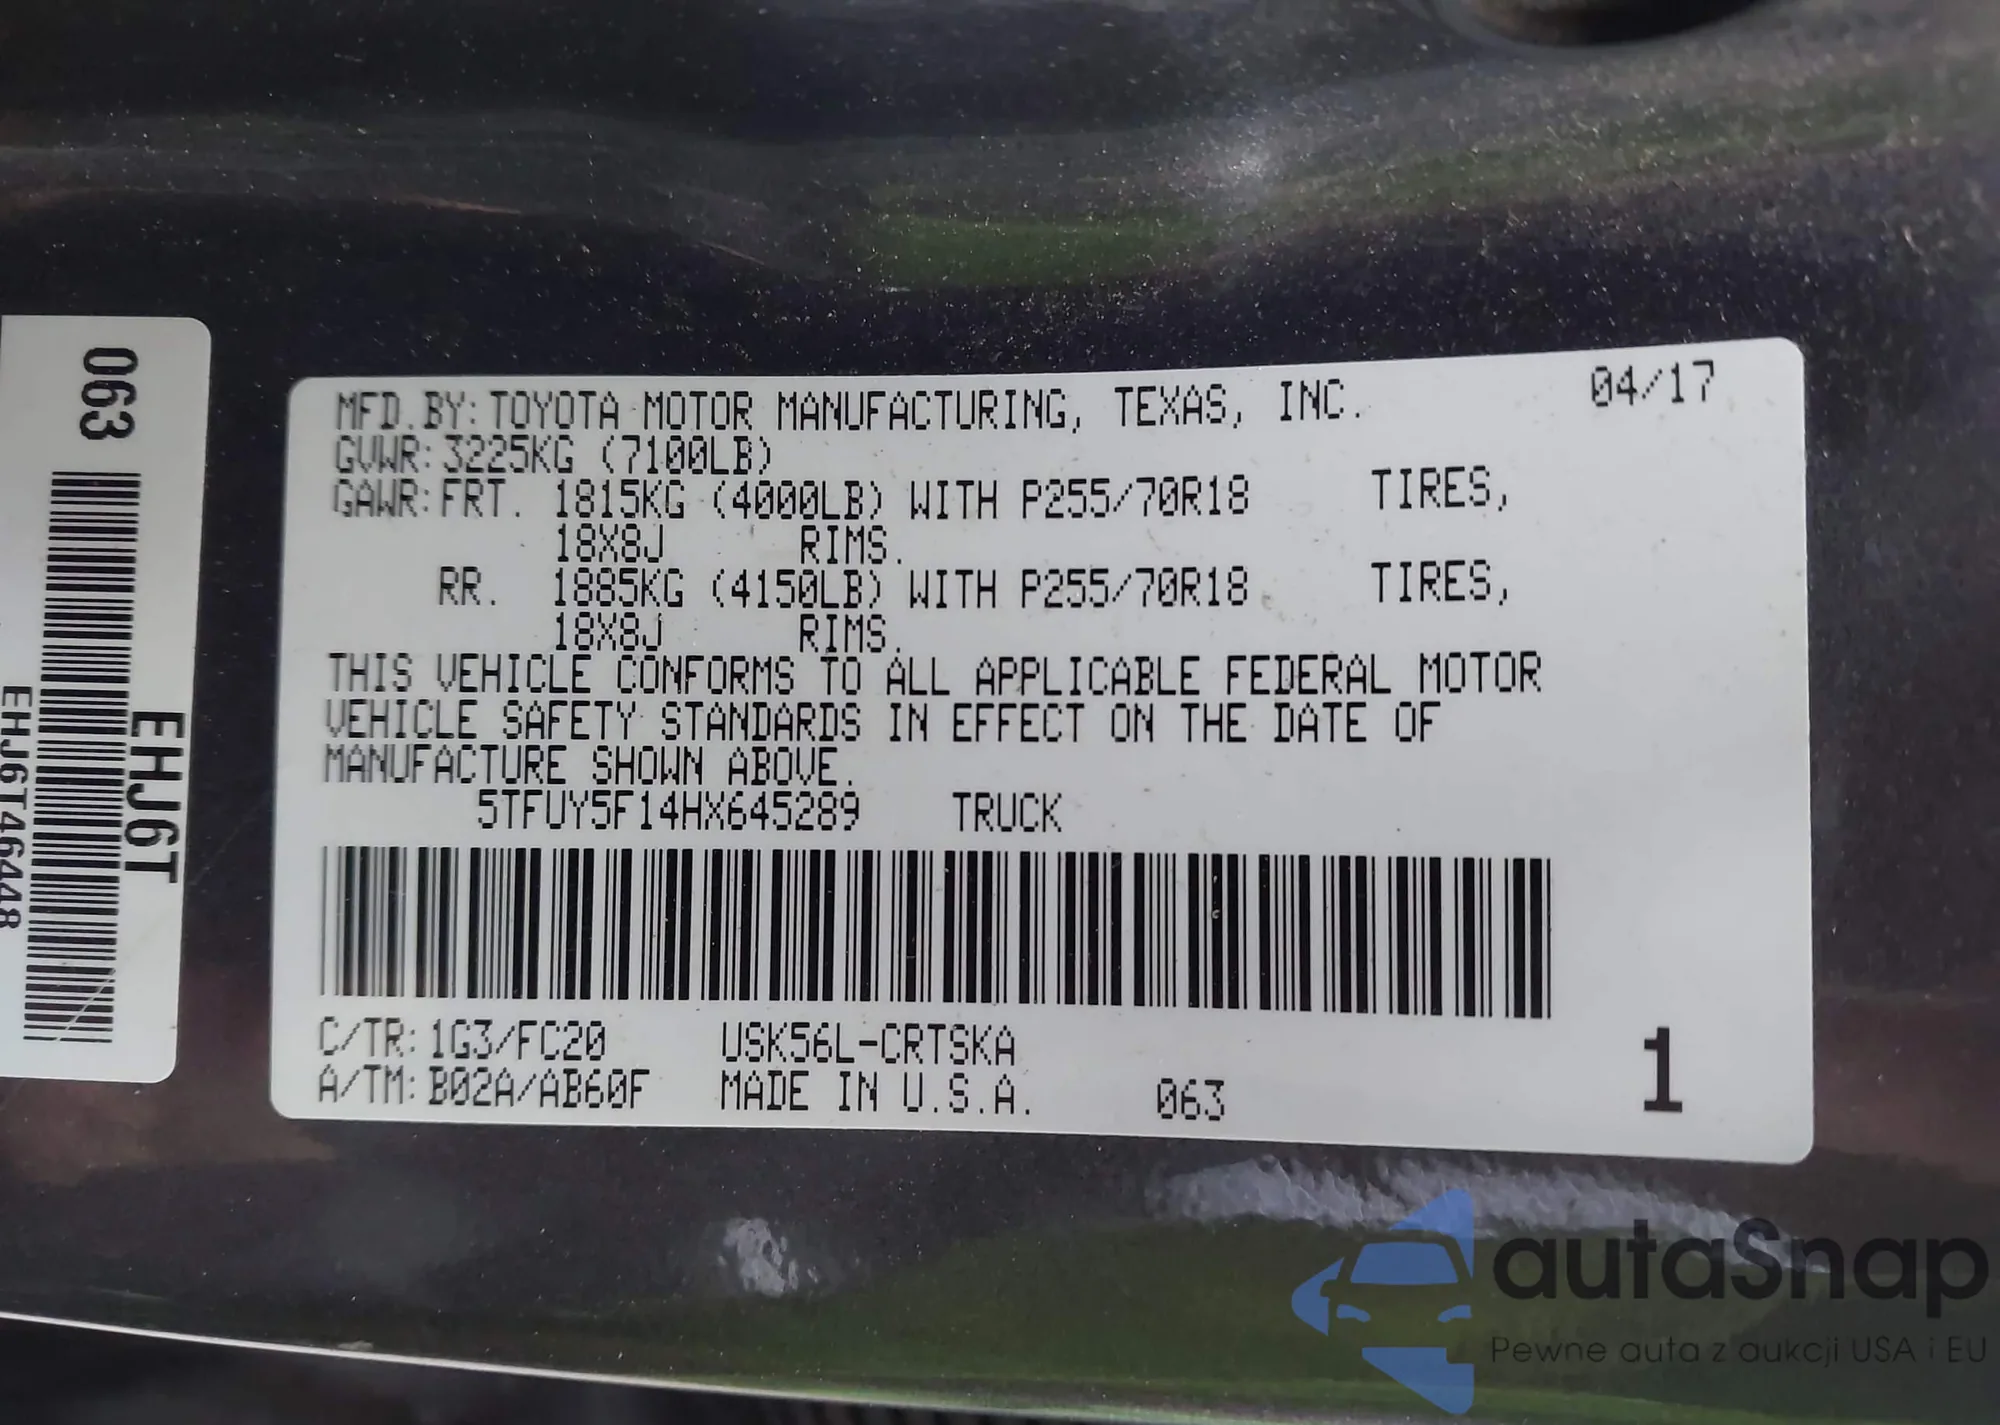 063
EHJ6T
EHJ6T46448
MFD.BY:TOYOTA MOTOR MANUFACTURING, TEXAS, INC. 04/17
GVWR:3225KG (7100LB)
GAWR:FRT. 1815KG (4000LB) WITH P255/70R18 TIRES,
18X8J RIMS.
RR. 1885KG (4150LB) WITH P255/70R18 TIRES,
18X8J RIMS.
THIS VEHICLE CONFORMS TO ALL APPLICABLE FEDERAL MOTOR
VEHICLE SAFETY STANDARDS IN EFFECT ON THE DATE OF
MANUFACTURE SHOWN ABOVE.
5TFUY5F14HX645289 TRUCK
C/TR:1G3/FC20 USK56L-CRTSKA
A/TM:B02A/AB60F MADE IN U.S.A. 063
1
autaSnap
Pewne auta z aukcji USA i EU